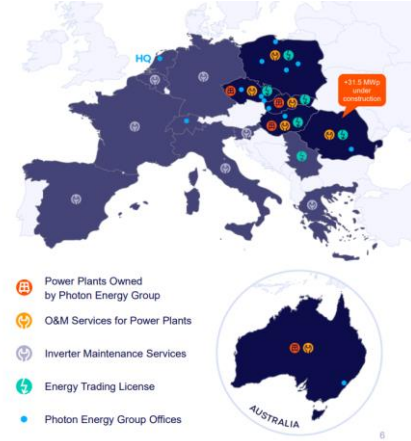 HQ
+31.5 MWp
under
construction
Power Plants Owned
by Photon Energy Group
O&M Services for Power Plants
Inverter Maintenance Services
Energy Trading License
Photon Energy Group Offices
AUSTRALIA
6